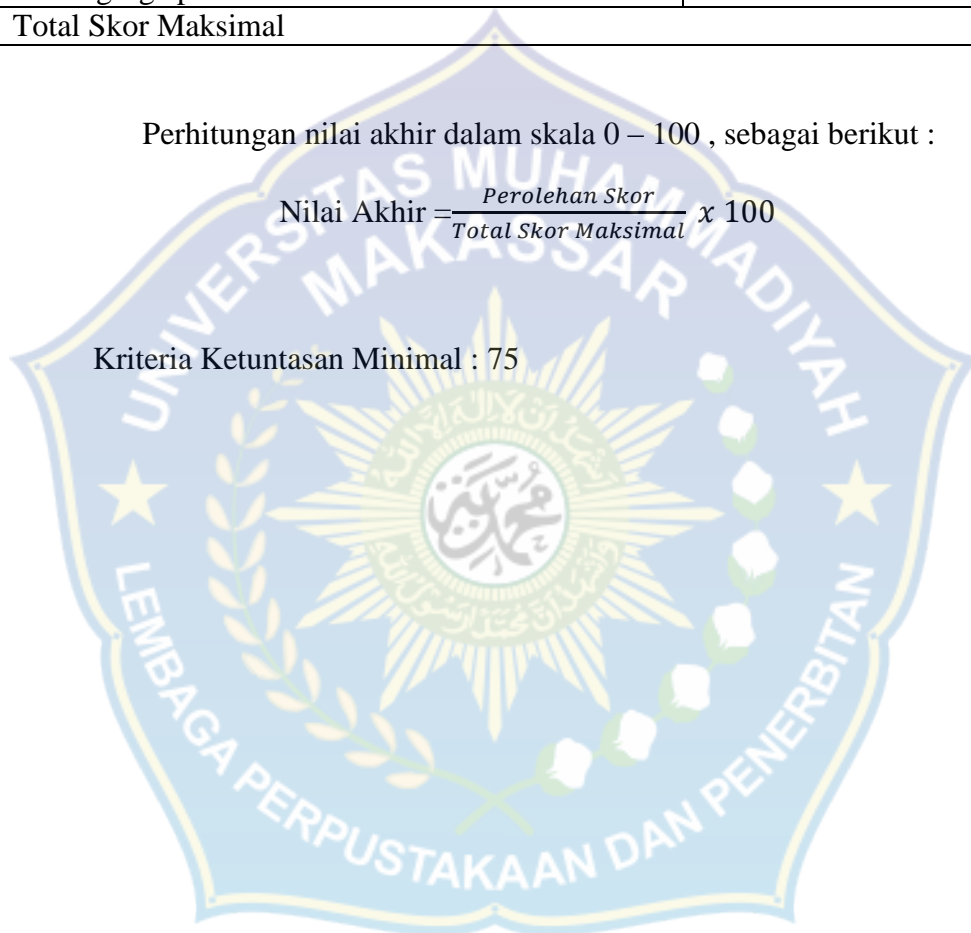 Total Skor Maksimal
Perhitungan nilai akhir dalam skala 0 – 100 , sebagai berikut :
Nilai Akhir = Perolehan Skor / Total Skor Maksimal x 100
Kriteria Ketuntasan Minimal : 75
UNIVERSITAS MUHAMMADIYAH
MAKASSAR
LEMBAGA PERPUSTAKAAN DAN PENERBITAN